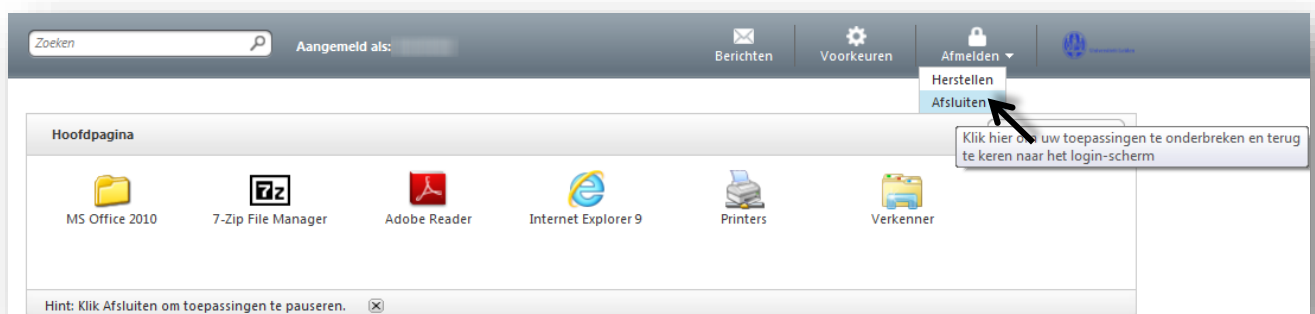 Zoeken
Aangemeld als:
Berichten
Voorkeuren
Afmelden
Herstellen
Afsluiten
Klik hier om uw toepassingen te onderbreken en terug
te keren naar het login-scherm
Hoofdpagina
MS Office 2010
7z
7-Zip File Manager
Adobe Reader
Internet Explorer 9
Printers
Verkenner
Hint: Klik Afsluiten om toepassingen te pauseren.